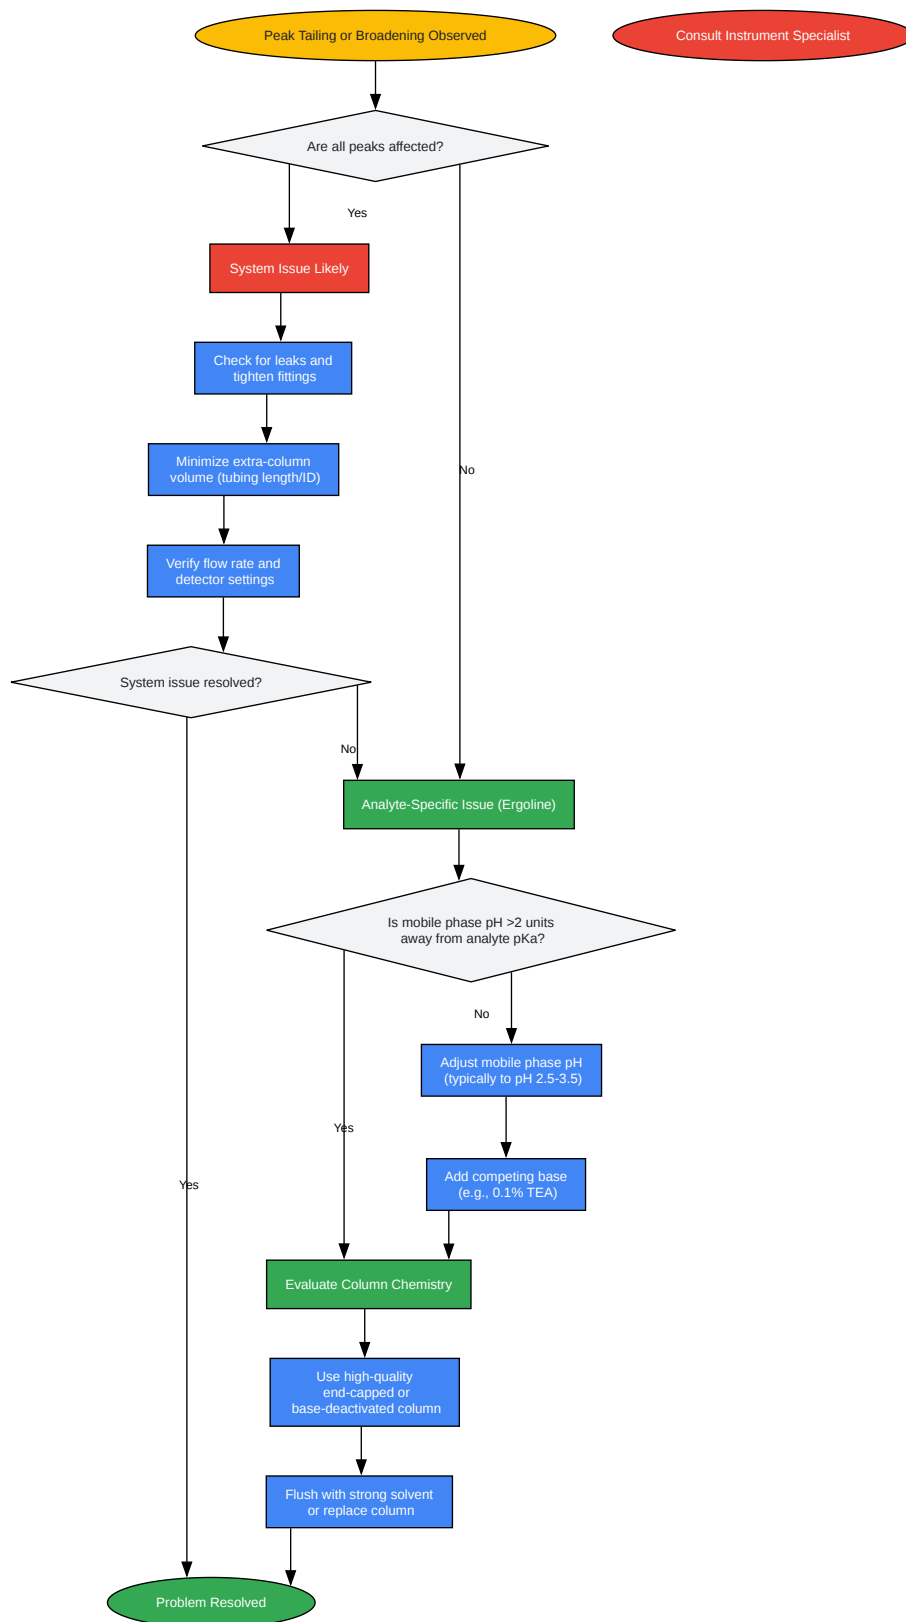 Peak Tailing or Broadening Observed
Consult Instrument Specialist
Are all peaks affected?
Yes
System Issue Likely
Check for leaks and
tighten fittings
Minimize extra-column
volume (tubing length/ID)
No
Verify flow rate and
detector settings
System issue resolved?
No
Analyte-Specific Issue (Ergoline)
Is mobile phase pH >2 units
away from analyte pKa?
No
Adjust mobile phase pH
(typically to pH 2.5-3.5)
Yes
Add competing base
(e.g., 0.1% TEA)
Yes
Evaluate Column Chemistry
Use high-quality
end-capped or
base-deactivated column
Flush with strong solvent
or replace column
Problem Resolved